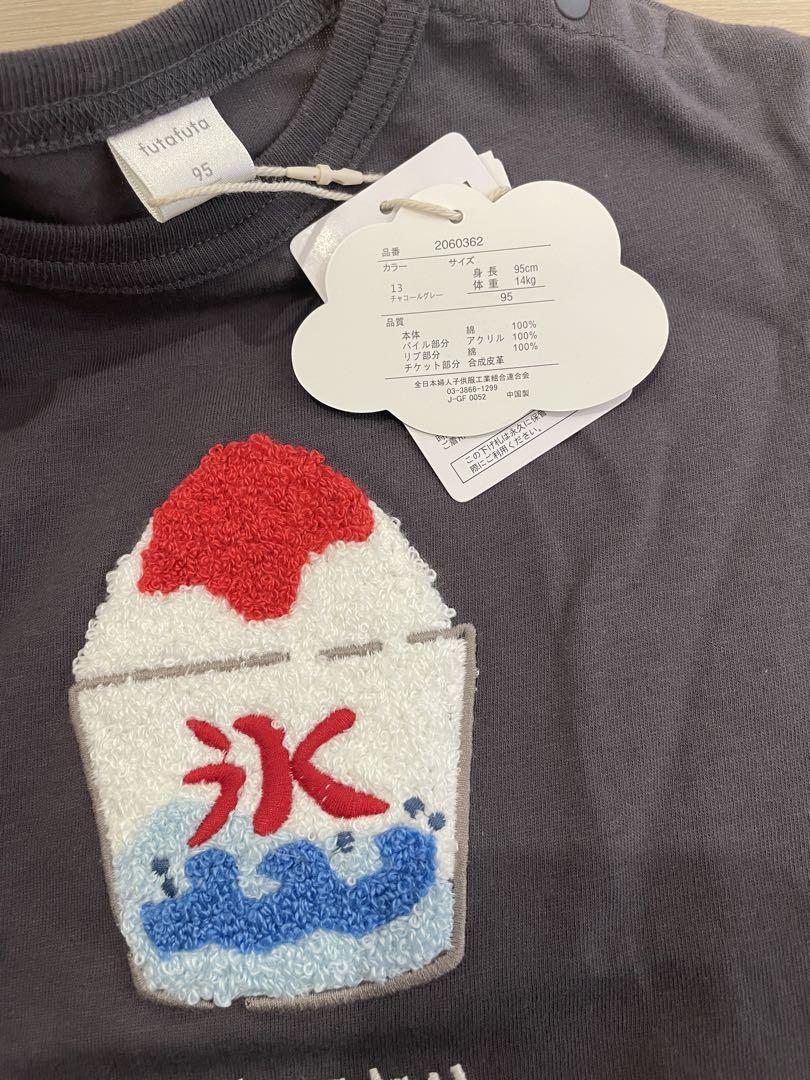 futafuta
95
品番 2060362
カラー サイズ
13 身長 95cm
チャコールグレー 体重 14kg
95
品質
本体 綿 100%
パイル部分 アクリル 100%
リブ部分 綿 100%
チケット部分 合成皮革
全日本婦人子供服工業組合連合会
03-3866-1299
J-GF 0052 中国製
この下げ札は永久に保
際にご利用ください。
氷